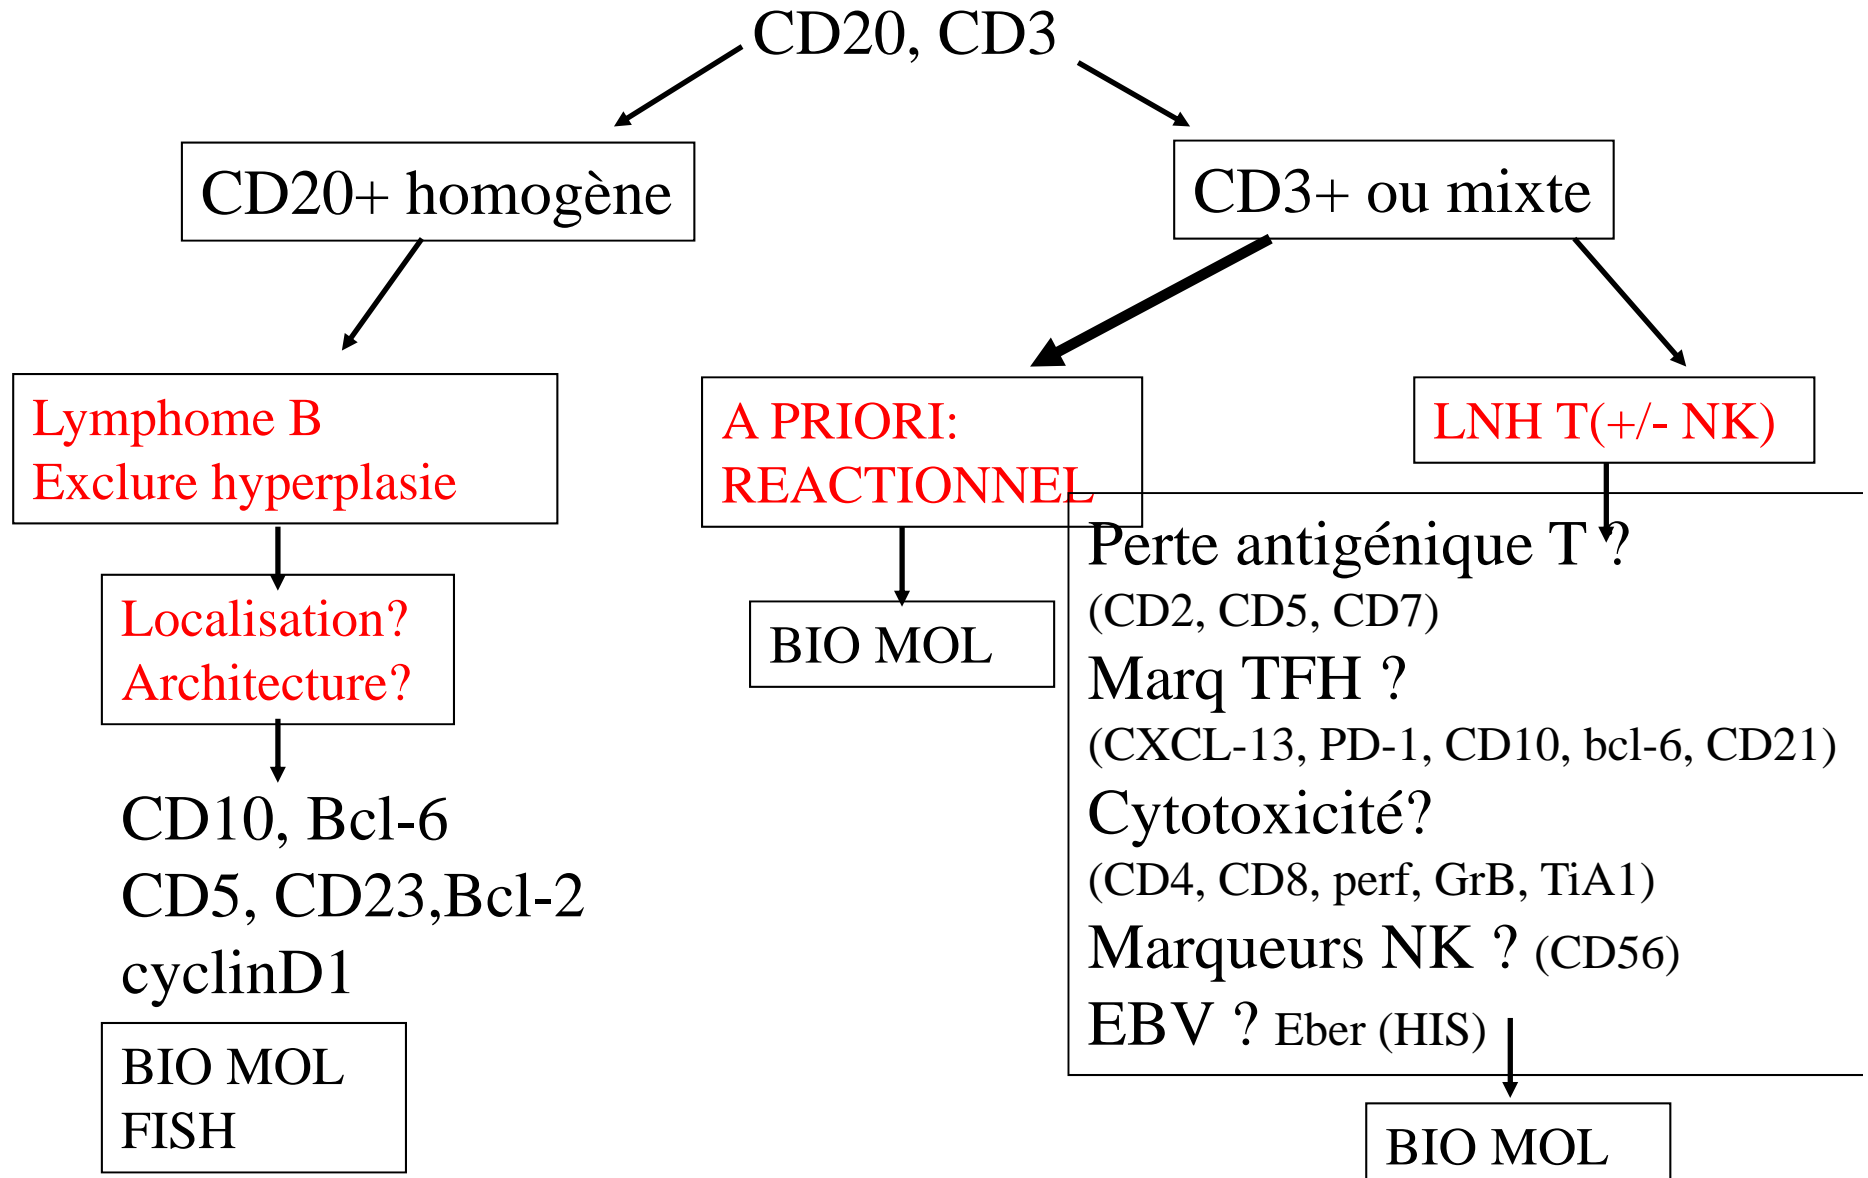 CD20, CD3
CD20+ homogène
CD3+ ou mixte
Lymphome B
Exclure hyperplasie
A PRIORI:
REACTIONNEL
LNH T(+/- NK)
Localisation?
Architecture?
BIO MOL
Perte antigénique T ?
(CD2, CD5, CD7)
Marq TFH ?
(CXCL-13, PD-1, CD10, bcl-6, CD21)
Cytotoxicité?
(CD4, CD8, perf, GrB, TiA1)
Marqueurs NK ? (CD56)
EBV ? Eber (HIS)
CD10, Bcl-6
CD5, CD23,Bcl-2
cyclinD1
BIO MOL
FISH
BIO MOL